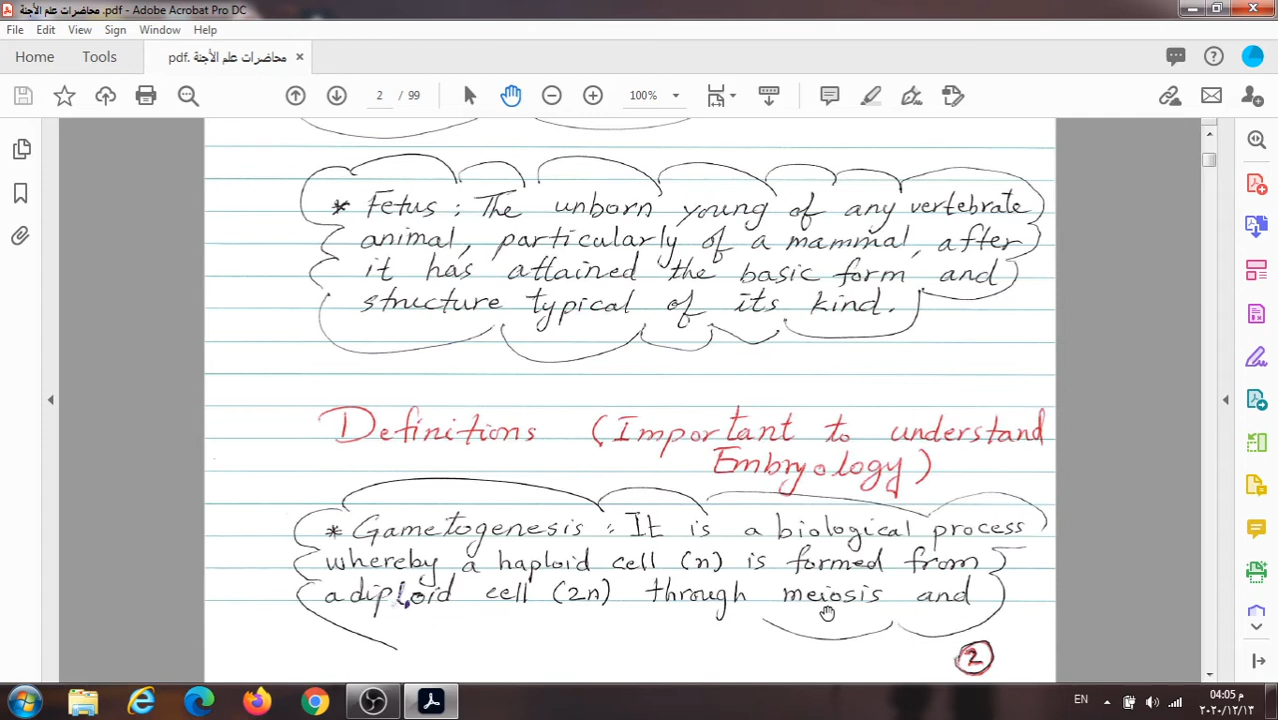 محاضرات علم الأجنة.pdf - Adobe Acrobat Pro DC
File Edit View Sign Window Help
Home Tools محاضرات علم الأجنة.pdf ×
2 / 99 100%
* Fetus : The unborn young of any vertebrate
animal, particularly of a mammal, after
it has attained the basic form and
structure typical of its kind.
Definitions (Important to understand
Embryology)
* Gametogenesis : It is a biological process
whereby a haploid cell (n) is formed from
a diploid cell (2n) through meiosis and
2
EN 04:05 م
٢٠٢٠/١٢/١٣